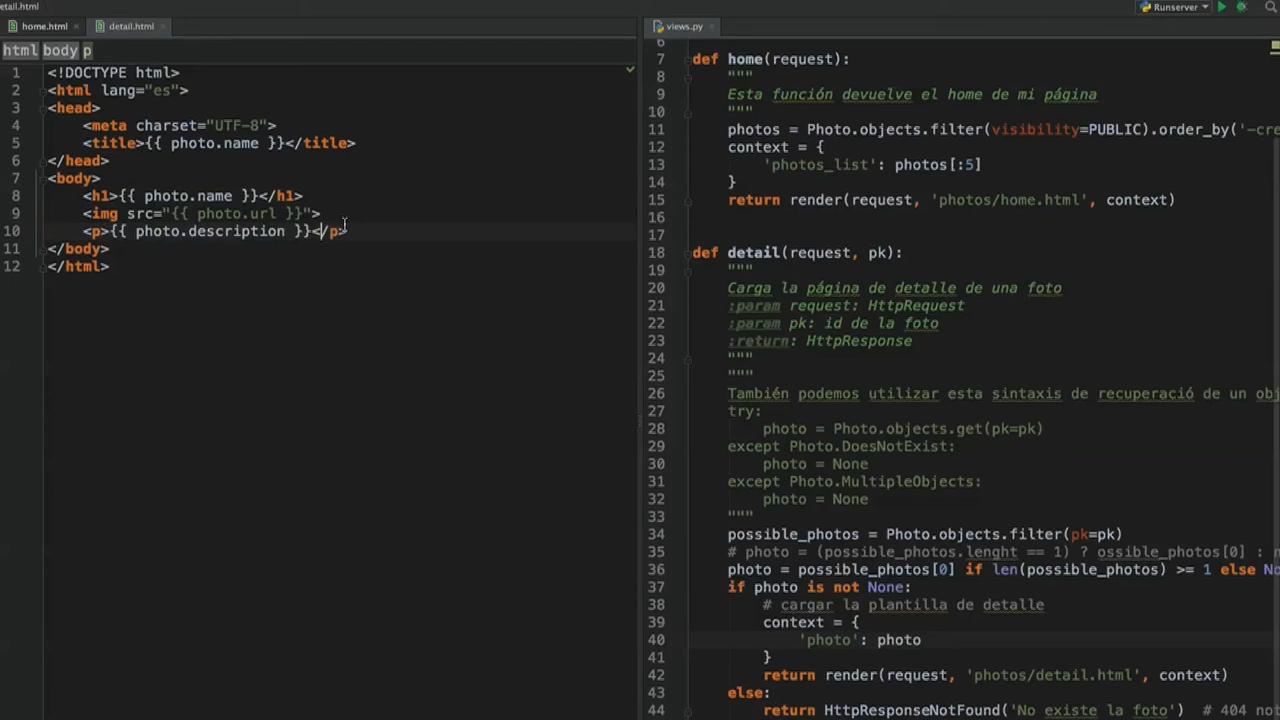 detail.html
Runserver
home.html
detail.html
views.py
html body p
1 <!DOCTYPE html>
2 <html lang="es">
3 <head>
4 <meta charset="UTF-8">
5 <title>{{ photo.name }}</title>
6 </head>
7 <body>
8 <h1>{{ photo.name }}</h1>
9 <img src="{{ photo.url }}">
10 <p>{{ photo.description }}</p>
11 </body>
12 </html>
6
7 def home(request):
8 """
9 Esta función devuelve el home de mi página
10 """
11 photos = Photo.objects.filter(visibility=PUBLIC).order_by('-cre
12 context = {
13 'photos_list': photos[:5]
14 }
15 return render(request, 'photos/home.html', context)
16
17
18 def detail(request, pk):
19 """
20 Carga la página de detalle de una foto
21 :param request: HttpRequest
22 :param pk: id de la foto
23 :return: HttpResponse
24 """
25 """
26 También podemos utilizar esta sintaxis de recuperació de un obj
27 try:
28 photo = Photo.objects.get(pk=pk)
29 except Photo.DoesNotExist:
30 photo = None
31 except Photo.MultipleObjects:
32 photo = None
33 """
34 possible_photos = Photo.objects.filter(pk=pk)
35 # photo = (possible_photos.lenght == 1) ? ossible_photos[0] : n
36 photo = possible_photos[0] if len(possible_photos) >= 1 else No
37 if photo is not None:
38 # cargar la plantilla de detalle
39 context = {
40 'photo': photo
41 }
42 return render(request, 'photos/detail.html', context)
43 else:
44 return HttpResponseNotFound('No existe la foto') # 404 not